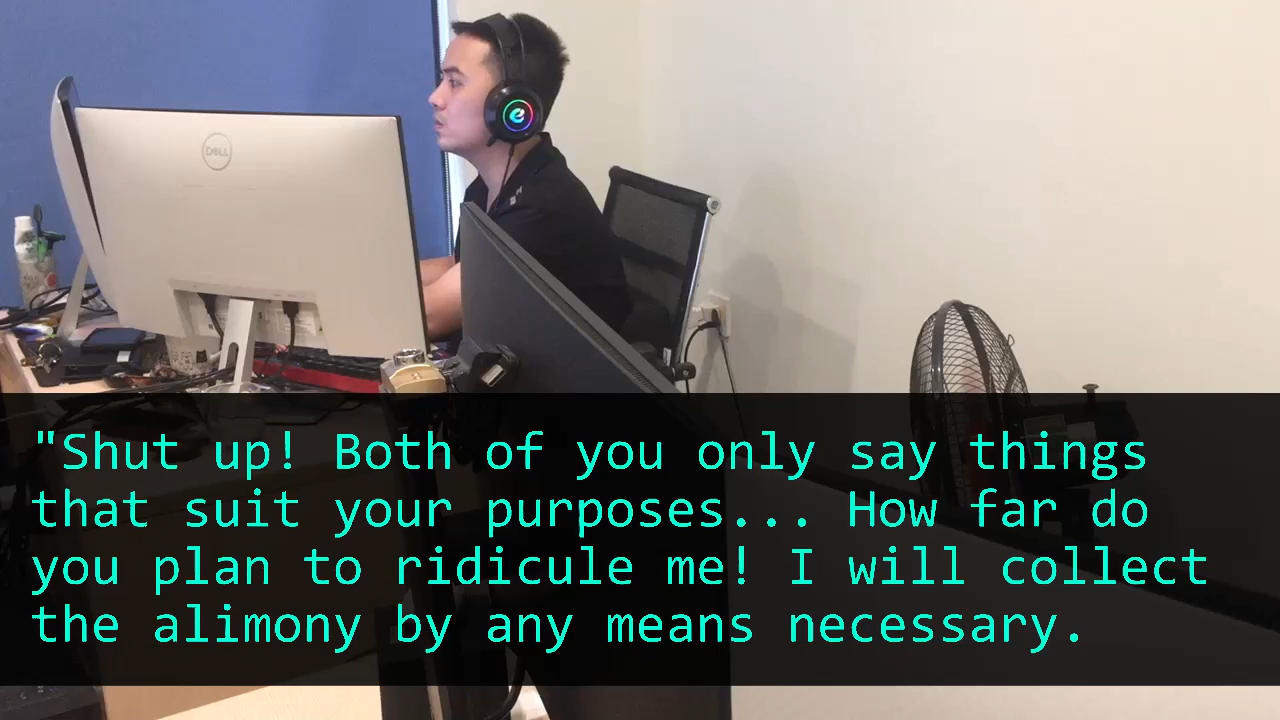 DELL
"Shut up! Both of you only say things
that suit your purposes... How far do
you plan to ridicule me! I will collect
the alimony by any means necessary.